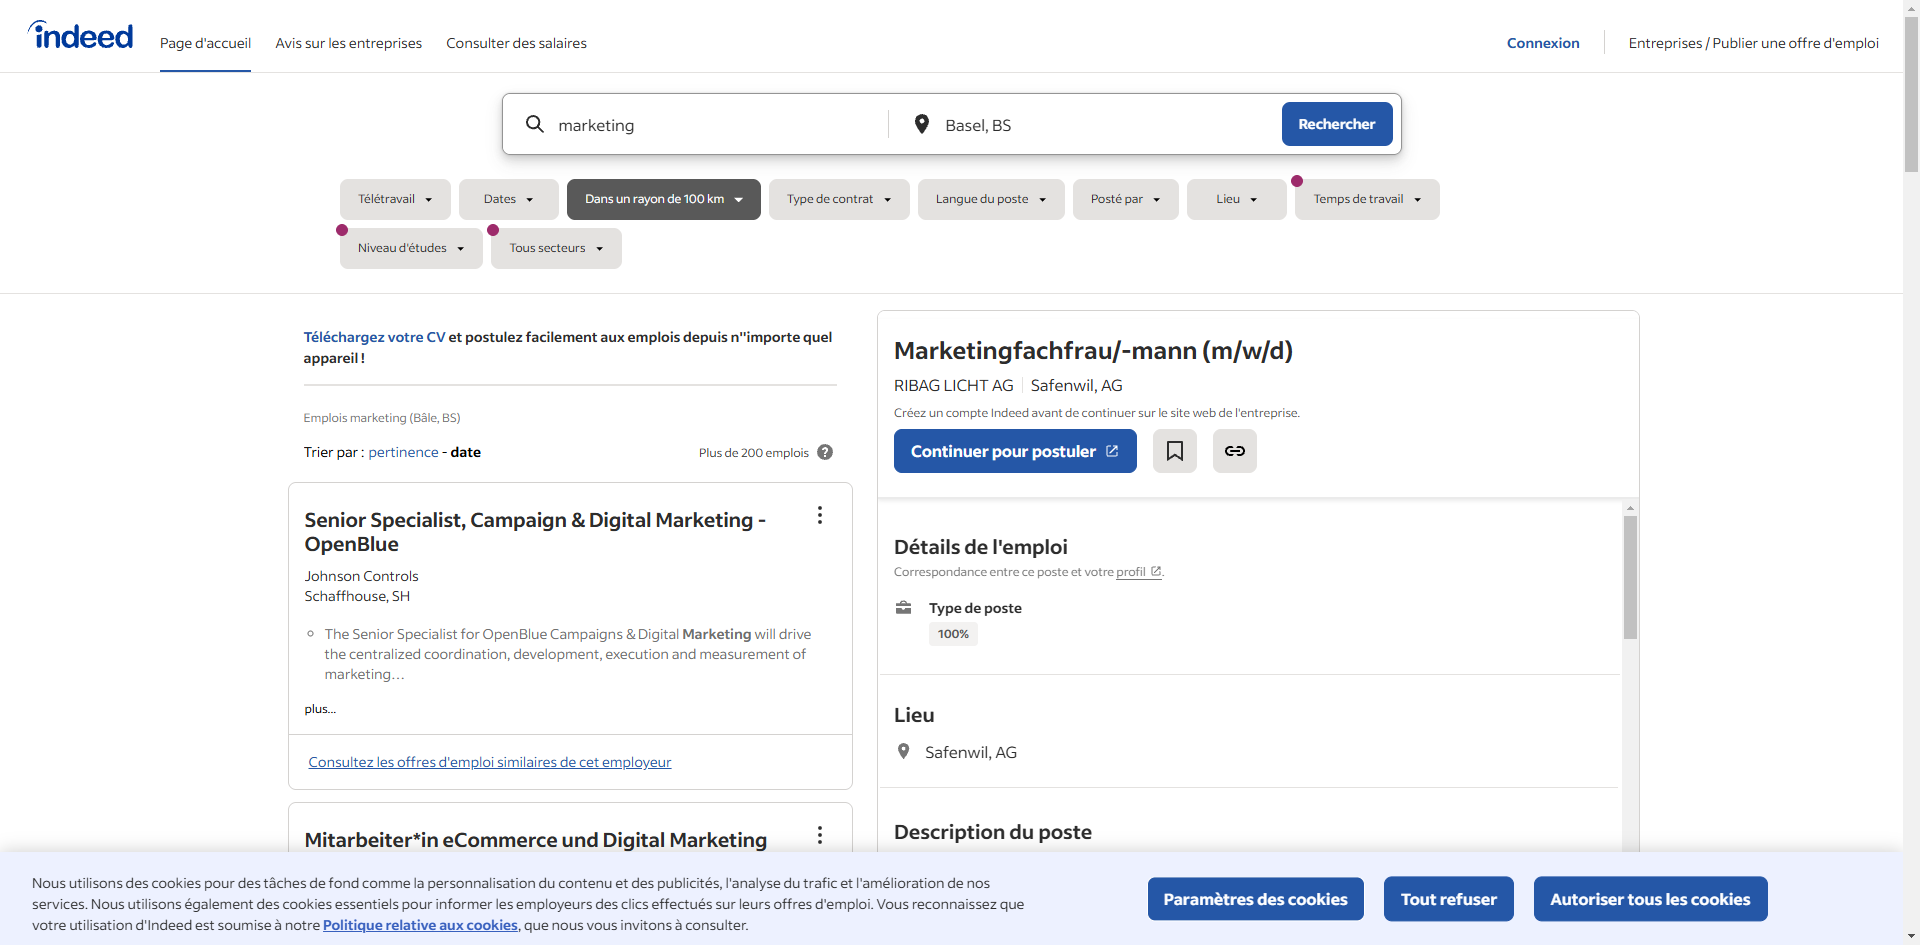 indeed
Page d'accueil
Avis sur les entreprises
Consulter des salaires
Connexion
Entreprises / Publier une offre d'emploi
marketing
Basel, BS
Rechercher
Télétravail
Dates
Dans un rayon de 100 km
Type de contrat
Langue du poste
Posté par
Lieu
Temps de travail
Niveau d'études
Tous secteurs
Téléchargez votre CV et postulez facilement aux emplois depuis n''importe quel
appareil !
Emplois marketing (Bâle, BS)
Trier par : pertinence - date
Plus de 200 emplois ?
Senior Specialist, Campaign & Digital Marketing -
OpenBlue
Johnson Controls
Schaffhouse, SH
The Senior Specialist for OpenBlue Campaigns & Digital Marketing will drive
the centralized coordination, development, execution and measurement of
marketing…
plus...
Consultez les offres d'emploi similaires de cet employeur
Mitarbeiter*in eCommerce und Digital Marketing
Marketingfachfrau/-mann (m/w/d)
RIBAG LICHT AG
Safenwil, AG
Créez un compte Indeed avant de continuer sur le site web de l'entreprise.
Continuer pour postuler
Détails de l'emploi
Correspondance entre ce poste et votre profil.
Type de poste
100%
Lieu
Safenwil, AG
Description du poste
Nous utilisons des cookies pour des tâches de fond comme la personnalisation du contenu et des publicités, l'analyse du trafic et l'amélioration de nos
services. Nous utilisons également des cookies essentiels pour informer les employeurs des clics effectués sur leurs offres d'emploi. Vous reconnaissez que
votre utilisation d'Indeed est soumise à notre Politique relative aux cookies, que nous vous invitons à consulter.
Paramètres des cookies
Tout refuser
Autoriser tous les cookies